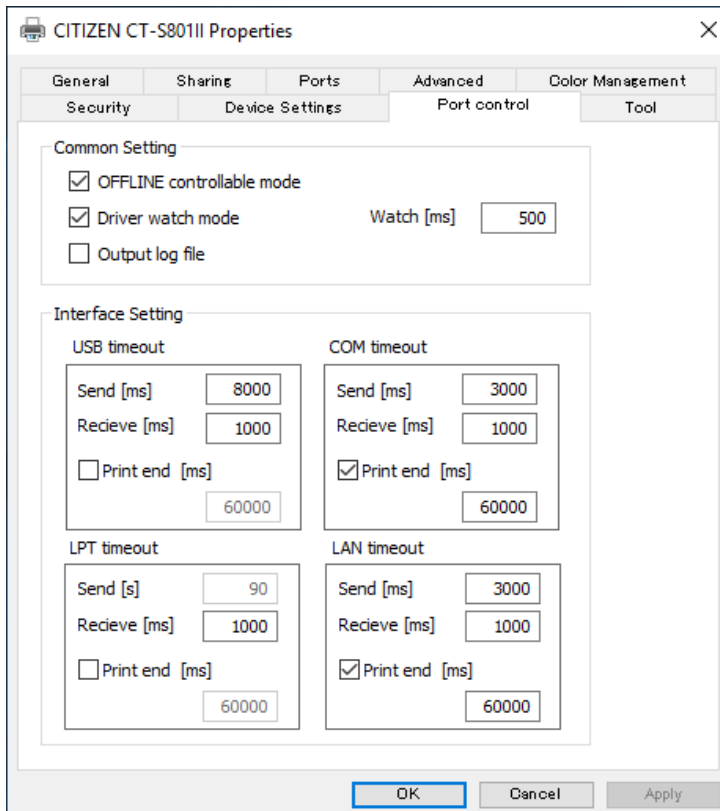 CITIZEN CT-S801II Properties
General Sharing Ports Advanced Color Management
Security Device Settings Port control Tool
Common Setting
OFFLINE controllable mode
Driver watch mode Watch [ms] 500
Output log file
Interface Setting
USB timeout COM timeout
Send [ms] 8000 Send [ms] 3000
Recieve [ms] 1000 Recieve [ms] 1000
Print end [ms] Print end [ms]
60000 60000
LPT timeout LAN timeout
Send [s] 90 Send [ms] 3000
Recieve [ms] 1000 Recieve [ms] 1000
Print end [ms] Print end [ms]
60000 60000
OK Cancel Apply